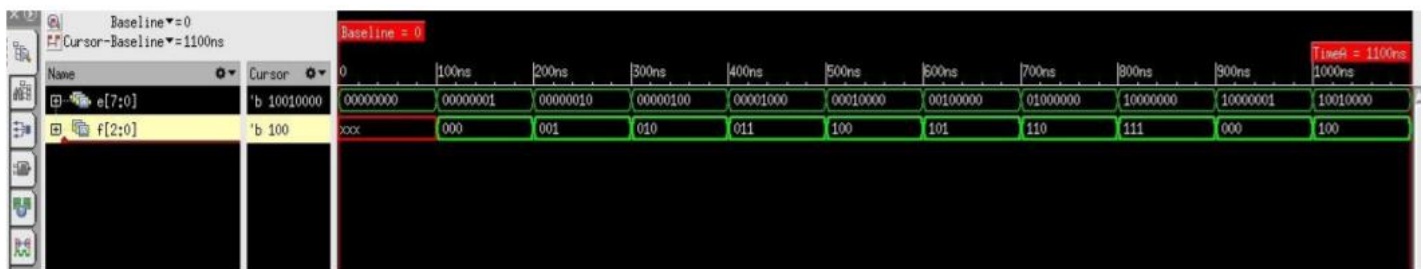 Baseline▼=0
Cursor-Baseline▼=1100ns
Baseline = 0
TimeA = 1100ns
Name Cursor 0 100ns 200ns 300ns 400ns 500ns 600ns 700ns 800ns 900ns 1000ns
e[7:0] 'b 10010000 00000000 00000001 00000010 00000100 00001000 00010000 00100000 01000000 10000000 10000001 10010000
f[2:0] 'b 100 xxx 000 001 010 011 100 101 110 111 000 100